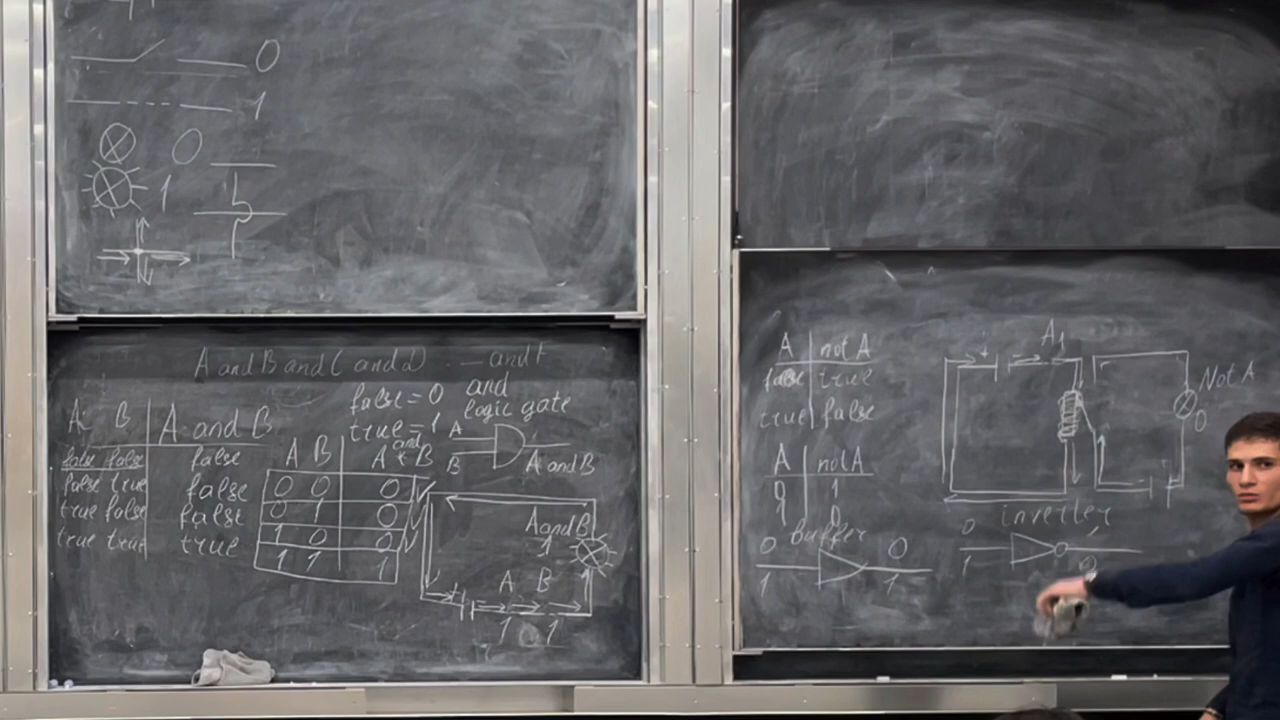 0
1
0
1
A and B and C and d ... and F
false = 0 and
true = 1 logic gate
A B A and B
false false false
false true false
true false false
true true true
and
A B A * B
0 0 0
0 1 0
1 0 0
1 1 1
A
B
A and B
A and B
1
A B
1 1
+
A not A
false true
true false
A not A
0 1
1 0
buffer
0 0
1 1
A 1
+ -
Not A
0
+
inverter
0 1
1 0